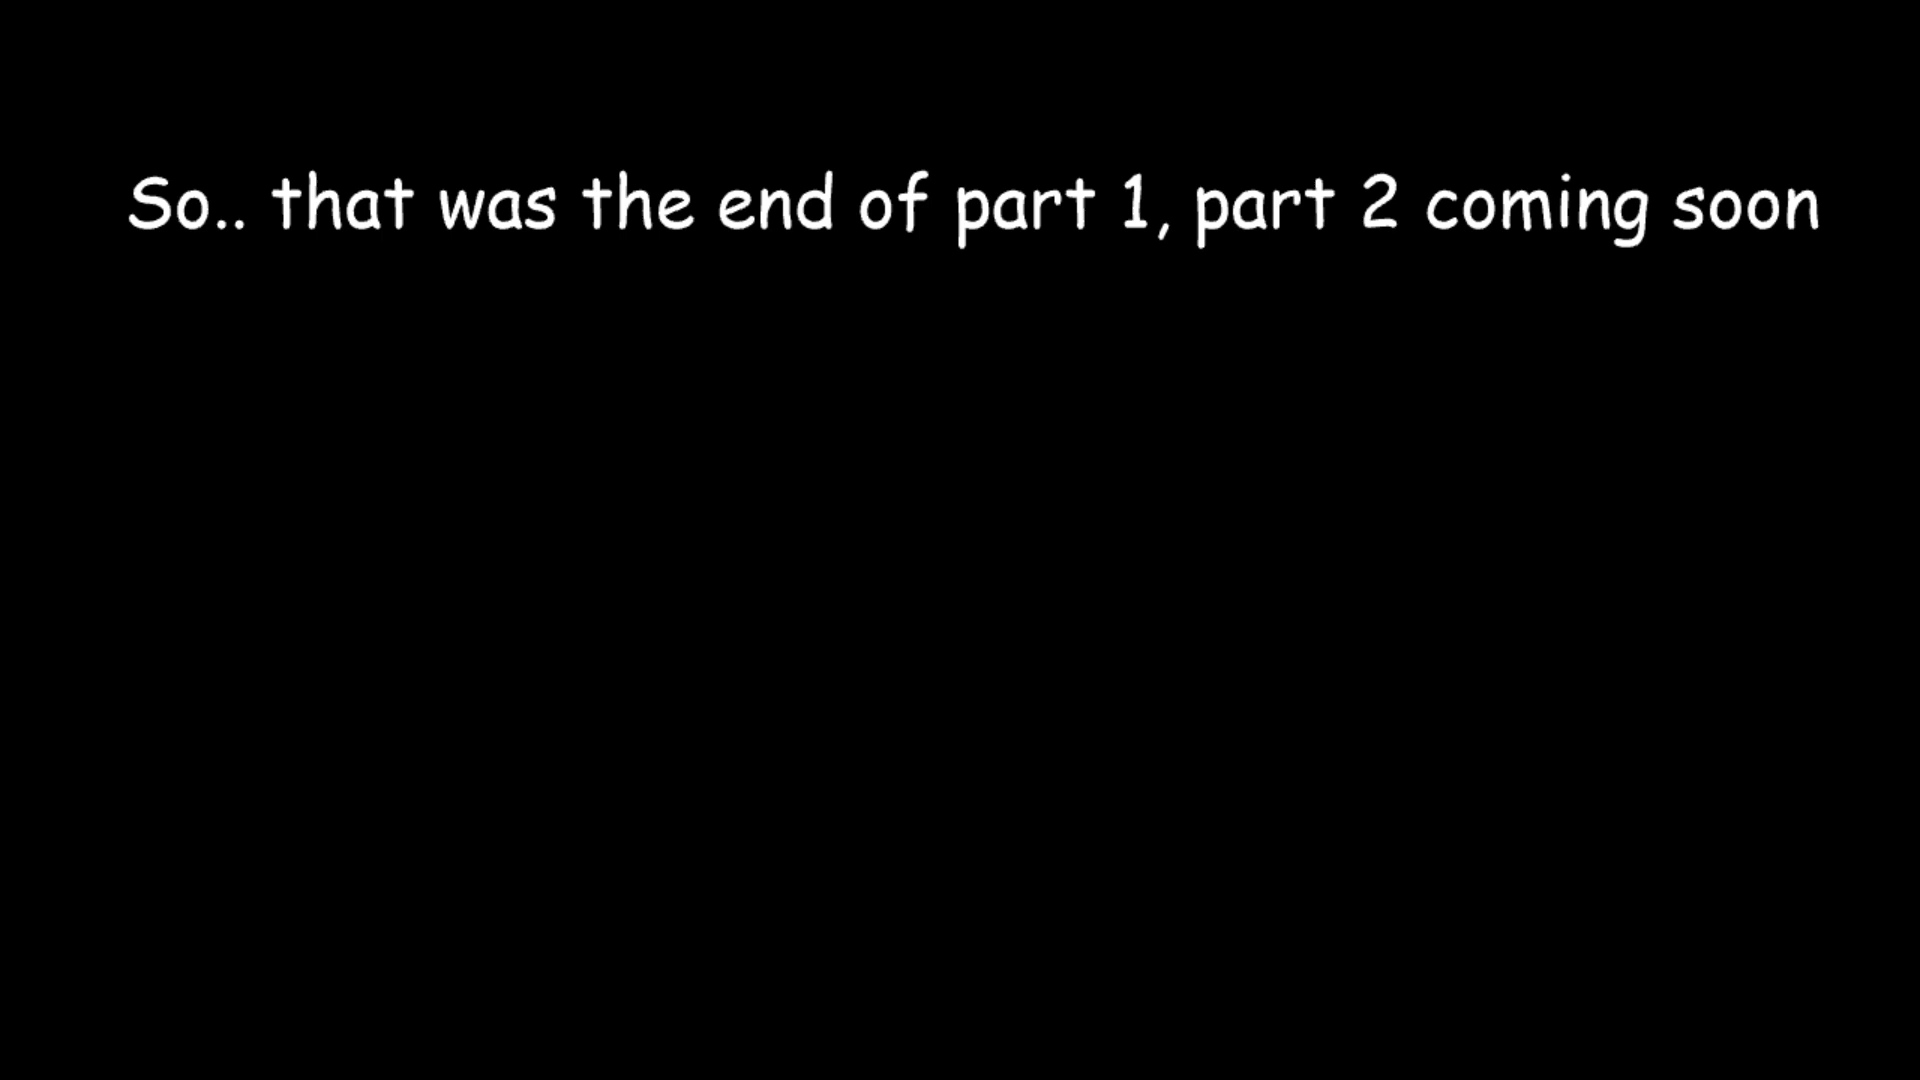 So.. that was the end of part 1, part 2 coming soon